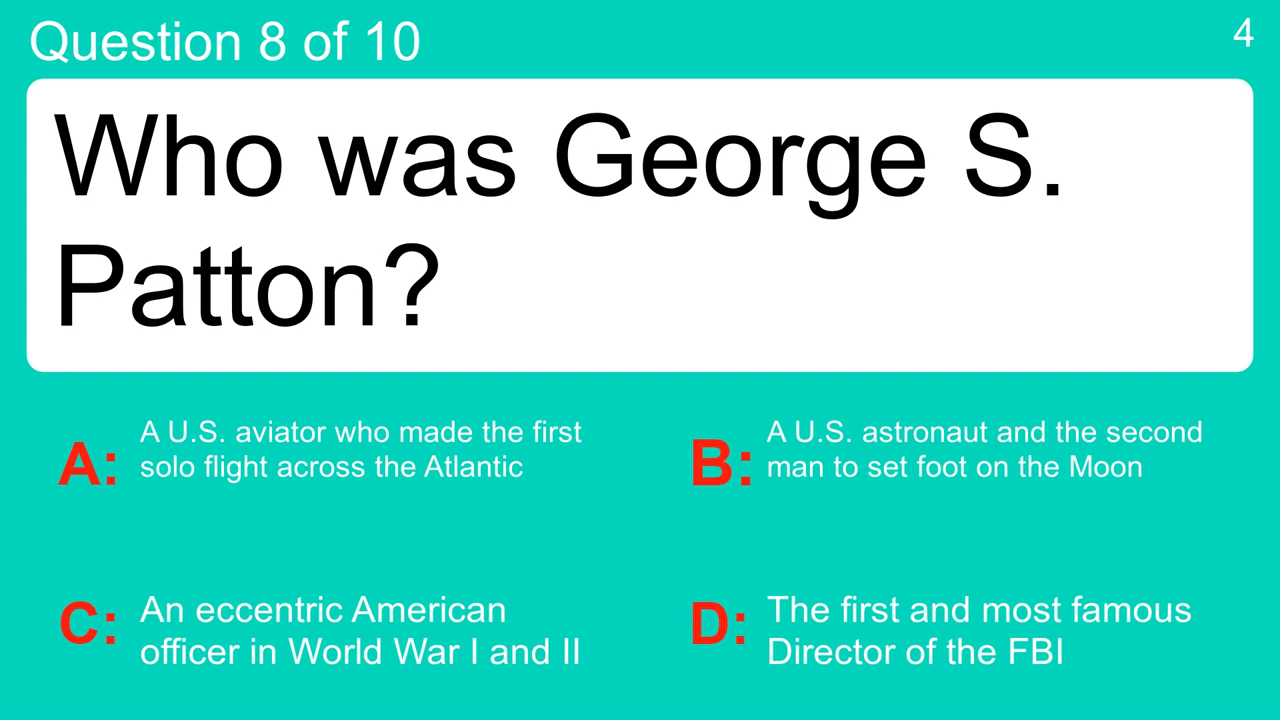 Question 8 of 10
4
Who was George S.
Patton?
A: A U.S. aviator who made the first
solo flight across the Atlantic
B: A U.S. astronaut and the second
man to set foot on the Moon
C: An eccentric American
officer in World War I and II
D: The first and most famous
Director of the FBI